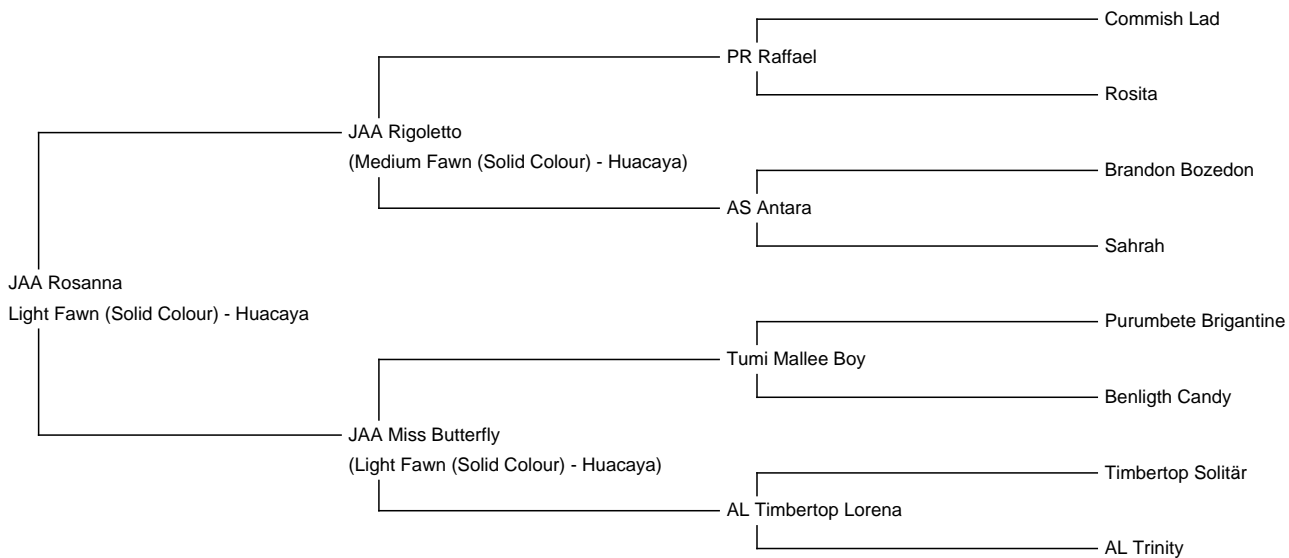 Commish Lad
PR Raffael
Rosita
JAA Rigoletto
(Medium Fawn (Solid Colour) - Huacaya)
Brandon Bozedon
AS Antara
Sahrah
JAA Rosanna
Light Fawn (Solid Colour) - Huacaya
Purumbete Brigantine
Tumi Mallee Boy
Benligth Candy
JAA Miss Butterfly
(Light Fawn (Solid Colour) - Huacaya)
Timbertop Solitär
AL Timbertop Lorena
AL Trinity